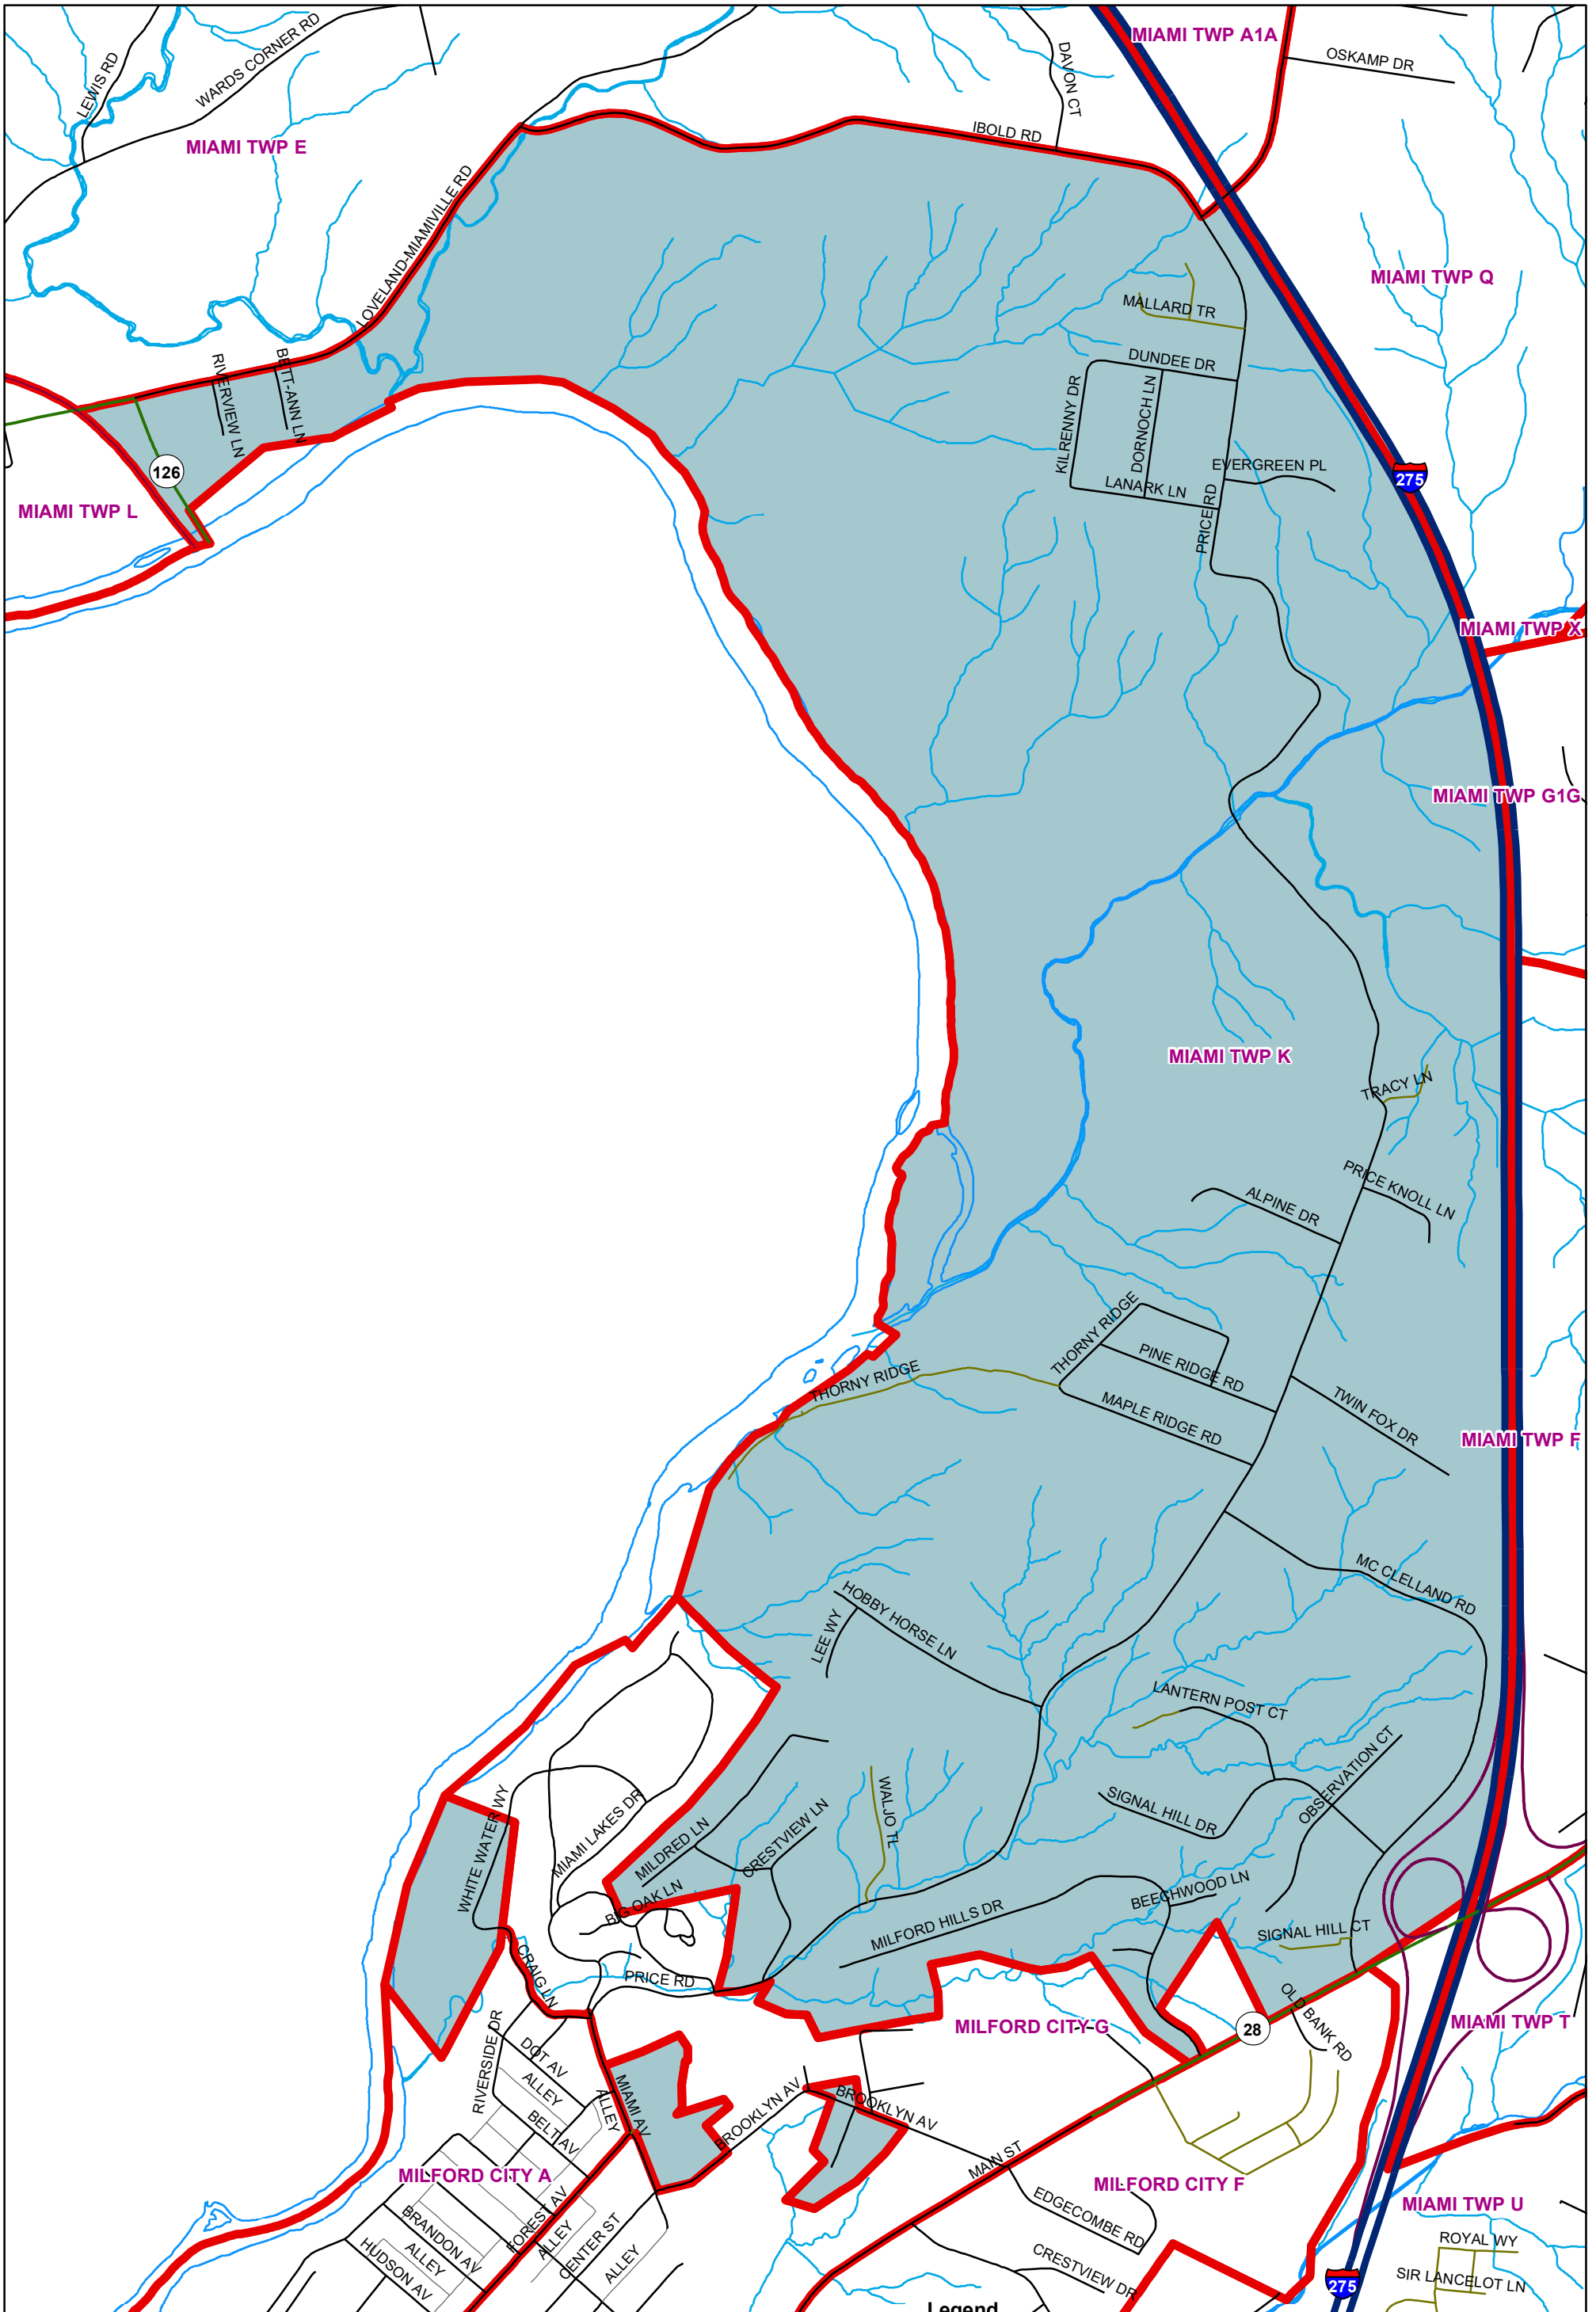 MIAMI TWP A1A
OSKAMP DR
DAVON CT
LEWIS RD
WARDS CORNER RD
MIAMI TWP E
IBOLD RD
LOVELAND-MIAMIVILLE RD
MIAMI TWP Q
MALLARD TR
DUNDEE DR
RIVERVIEW LN
BETT-ANN LN
KILRENNY DR
DORNOCH LN
EVERGREEN PL
275
126
LANARK LN
MIAMI TWP L
PRICE RD
MIAMI TWP X
MIAMI TWP G1G
MIAMI TWP K
TRACY LN
PRICE KNOLL LN
ALPINE DR
THORNY RIDGE
THORNY RIDGE
PINE RIDGE RD
MAPLE RIDGE RD
TWIN FOX DR
MIAMI TWP F
MC CLELLAND RD
HOBBY HORSE LN
LEE WY
LANTERN POST CT
OBSERVATION CT
SIGNAL HILL DR
WALJO TL
WHITE WATER WY
MIAMI LAKES DR
MILDRED LN
CRESTVIEW LN
BIG OAK LN
BEECHWOOD LN
MILFORD HILLS DR
SIGNAL HILL CT
CRAIG LN
PRICE RD
OLD BANK RD
MILFORD CITY G
28
MIAMI TWP T
RIVERSIDE DR
DOT AV
ALLEY
BELT AV
ALLEY
MIAMI AV
BROOKLYN AV
BROOKLYN AV
MAIN ST
MILFORD CITY A
MILFORD CITY F
EDGECOMBE RD
MIAMI TWP U
BRANDON AV
ALLEY
HUDSON AV
FOREST AV
ALLEY
CENTER ST
ALLEY
CRESTVIEW DR
ROYAL WY
SIR LANCELOT LN
275
Legend